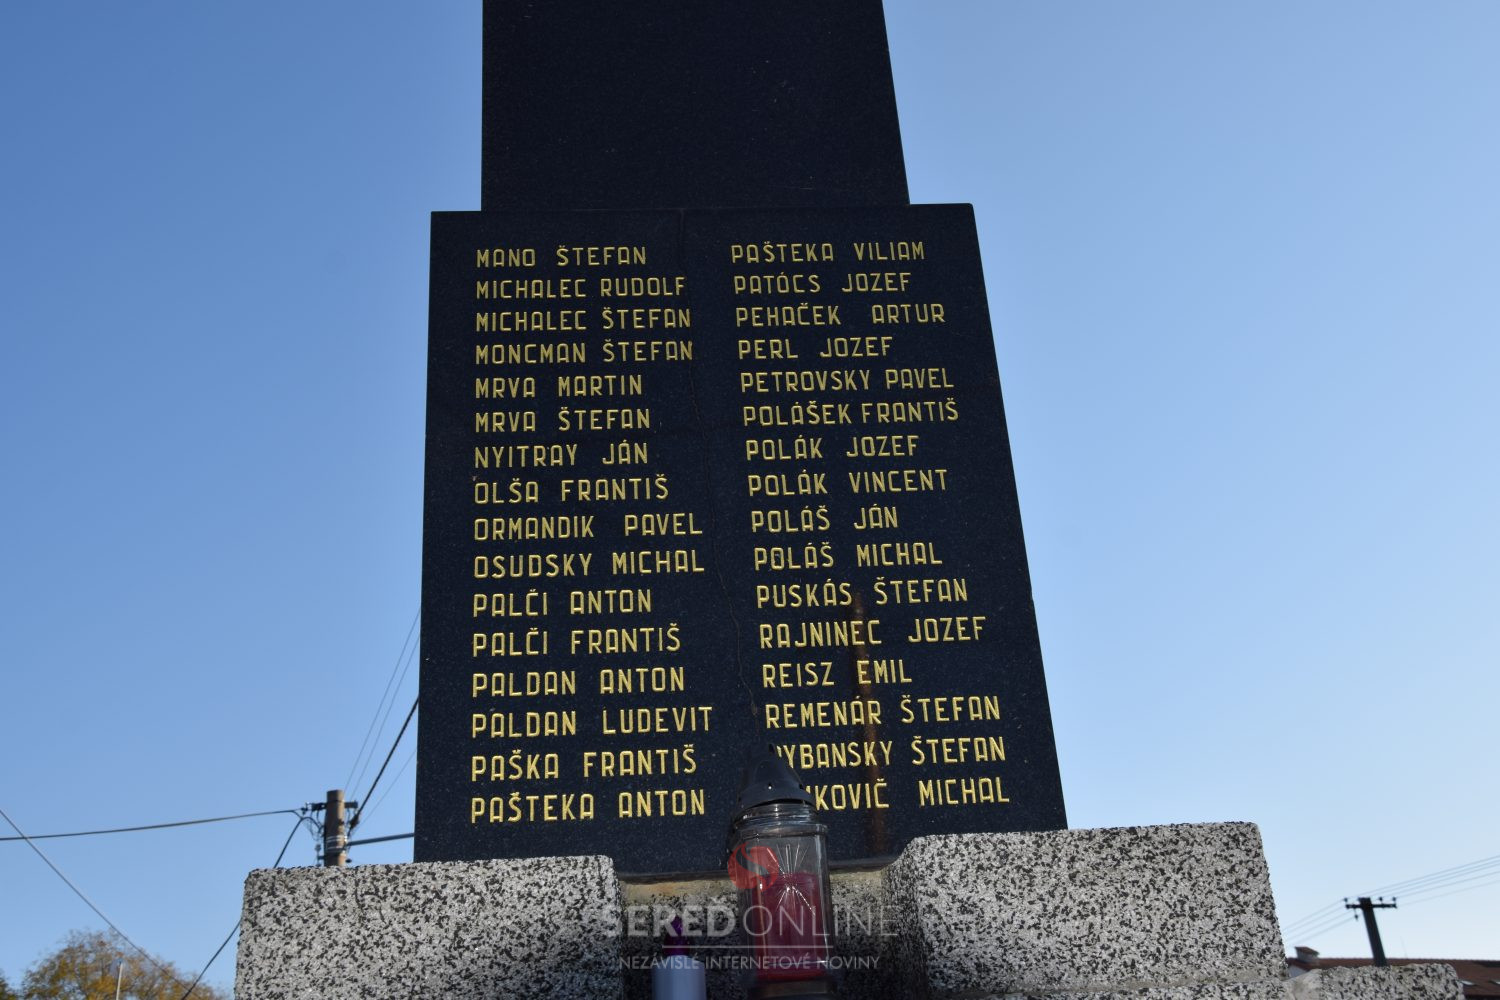 MANO ŠTEFAN
MICHALEC RUDOLF
MICHALEC ŠTEFAN
MONCMAN ŠTEFAN
MRVA MARTIN
MRVA ŠTEFAN
NYITRAY JÁN
OLŠA FRANTIŠ
ORMANDIK PAVEL
OSUDSKY MICHAL
PALČI ANTON
PALČI FRANTIŠ
PALDAN ANTON
PALDAN LUDEVIT
PAŠKA FRANTIŠ
PAŠTEKA ANTON
PAŠTEKA VILIAM
PATÓCS JOZEF
PEHAČEK ARTUR
PERL JOZEF
PETROVSKY PAVEL
POLÁŠEK FRANTIŠ
POLÁK JOZEF
POLÁK VINCENT
POLÁŠ JÁN
POLÁŠ MICHAL
PUSKÁS ŠTEFAN
RAJNINEC JOZEF
REISZ EMIL
REMENÁR ŠTEFAN
ŠTEFAN
MICHAL
SEREĎONLINE
NEZÁVISLÉ INTERNETOVÉ NOVINY